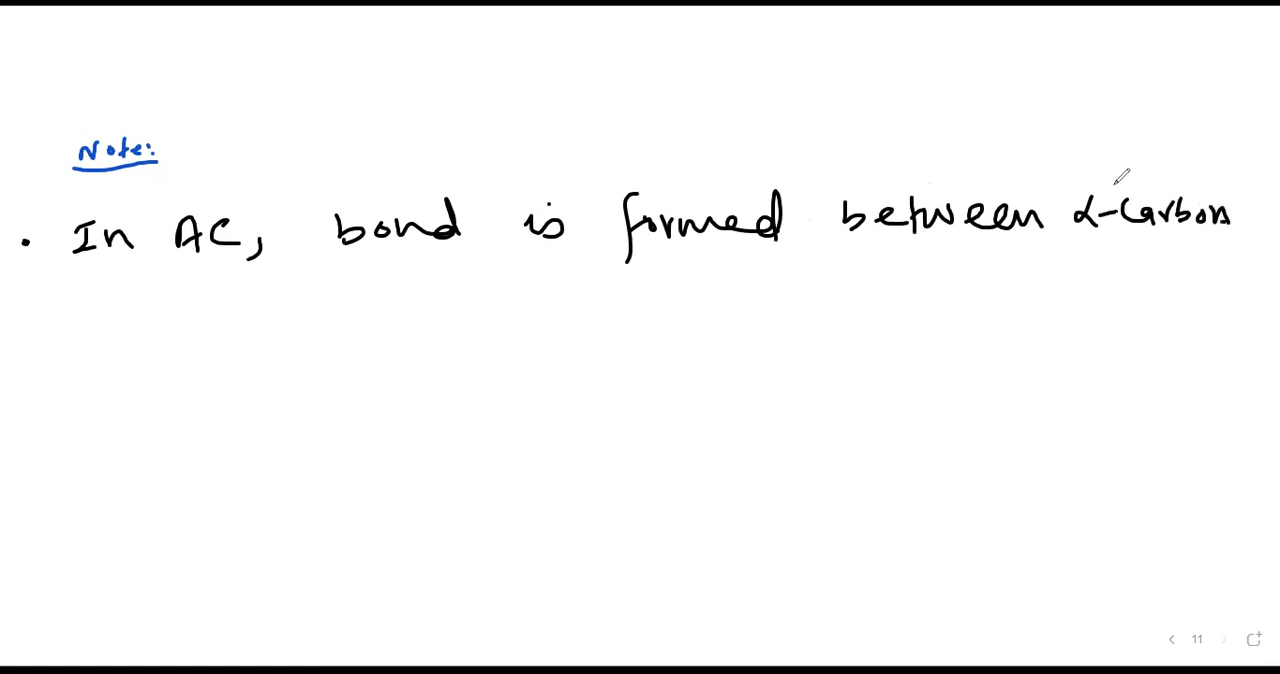 Note:
. In AC, bond is formed between α-Carbon
11